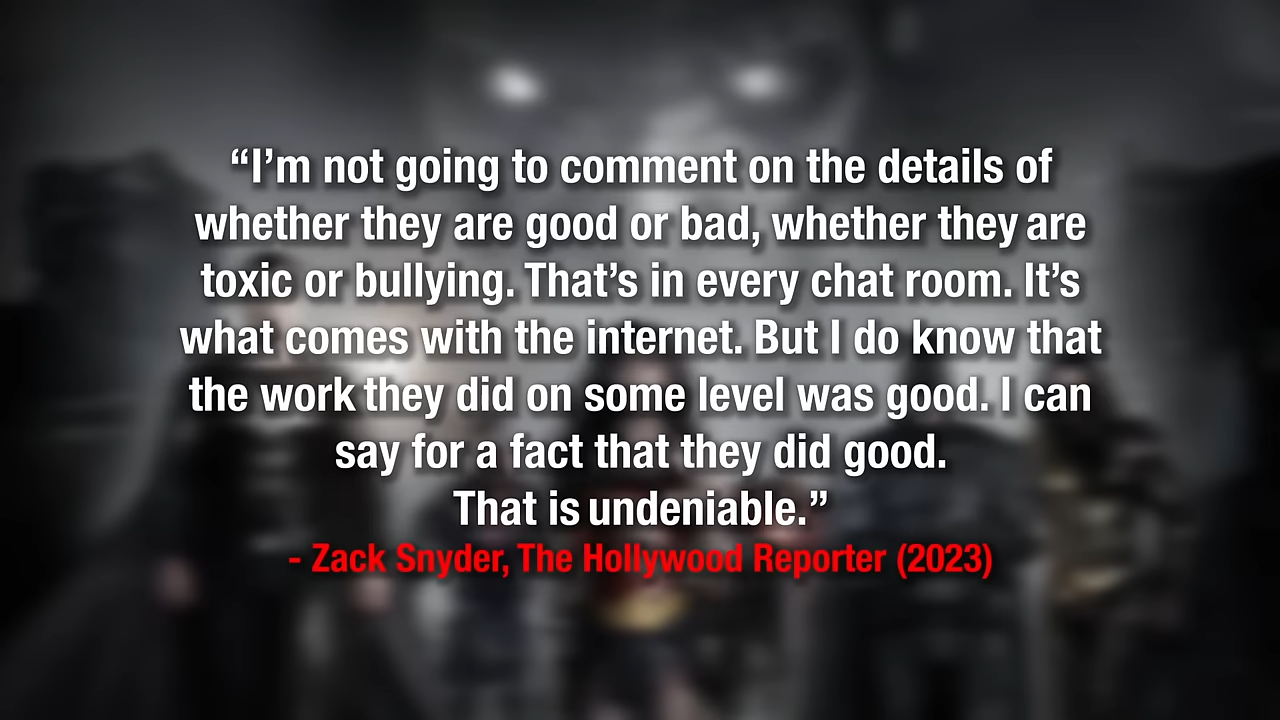 “I’m not going to comment on the details of
whether they are good or bad, whether they are
toxic or bullying. That’s in every chat room. It’s
what comes with the internet. But I do know that
the work they did on some level was good. I can
say for a fact that they did good.
That is undeniable.”
- Zack Snyder, The Hollywood Reporter (2023)